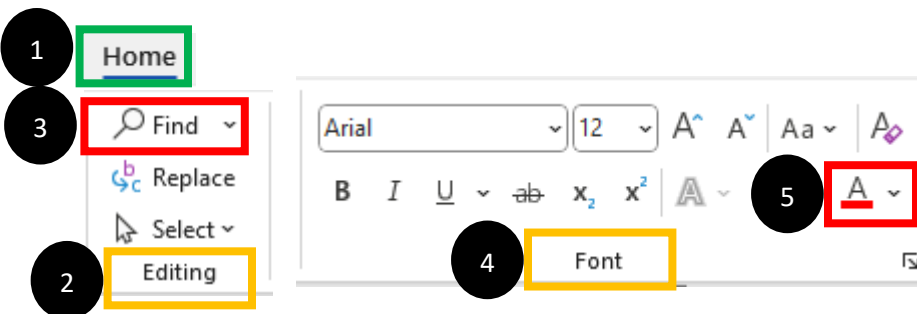 1 Home
3 Find
Replace
Select
2 Editing
Arial 12 A A Aa A
B I U ab x2 x2 A 5 A
4 Font